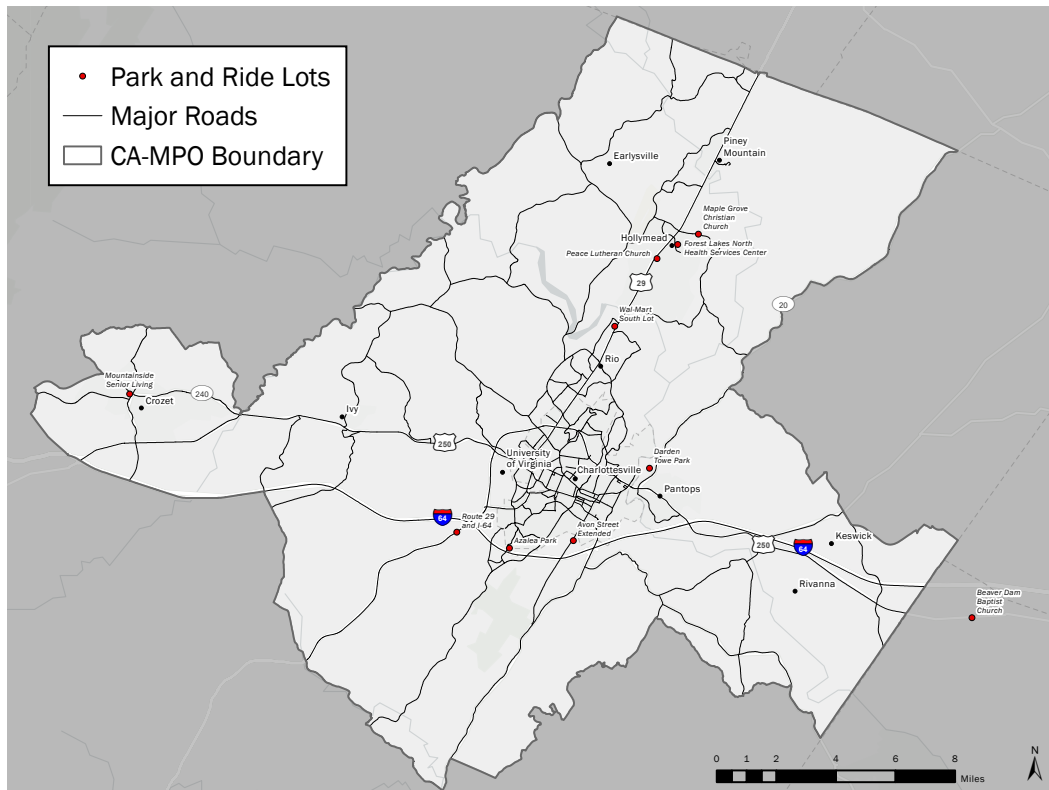 Park and Ride Lots
Major Roads
CA-MPO Boundary
Piney
Mountain
Earlysville
Maple Grove
Christian
Church
Hollymead
Forest Lakes North
Health Services Center
Peace Lutheran Church
29
20
Wal-Mart
South Lot
Rio
Mountainside
Senior Living
240
Crozet
Ivy
250
University
of Virginia
Darden
Towe Park
Charlottesville
Pantops
64
Route 29
and I-64
Avon Street
Extended
Azalea Park
250
64
Keswick
Rivanna
Beaver Dam
Baptist
Church
0 1 2 4 6 8
Miles
N